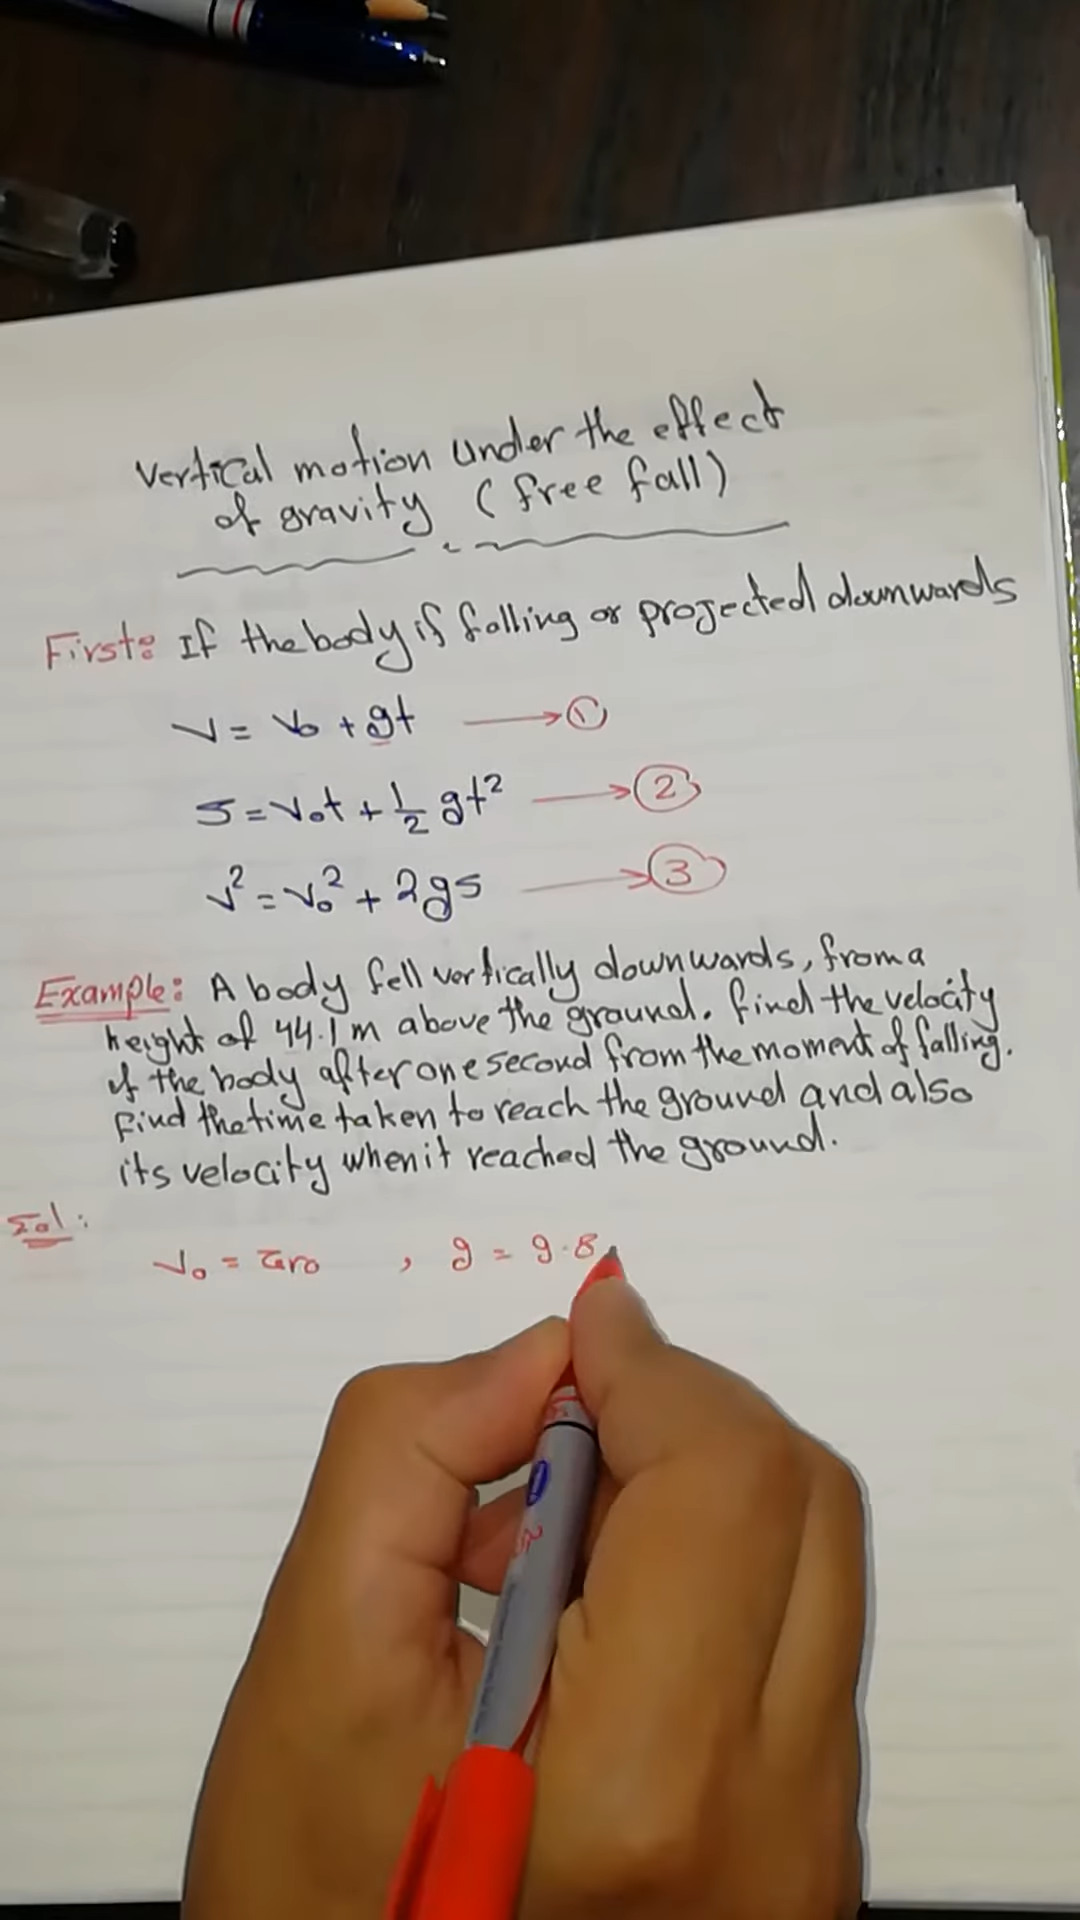 Vertical motion under the effect
of gravity (free fall)
First: If the body if falling or projected downwards
V = V₀ + gt → ①
S = V₀t + 1/2 gt² → ②
V² = V₀² + 2gs → ③
Example: A body fell vertically downwards, from a
height of 44.1 m above the ground. find the velocity
of the body after one second from the moment of falling.
Find the time taken to reach the ground and also
its velocity when it reached the ground.
Sol:
V₀ = Zero , g = 9.8